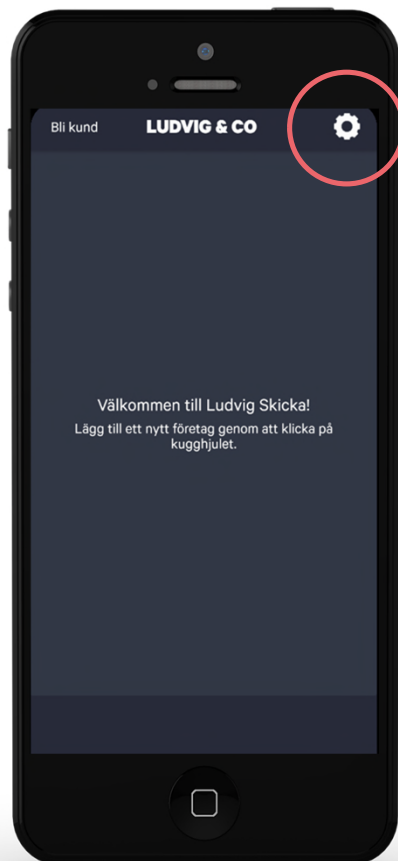 Bli kund LUDVIG & CO
Välkommen till Ludvig Skicka!
Lägg till ett nytt företag genom att klicka på
kugghjulet.